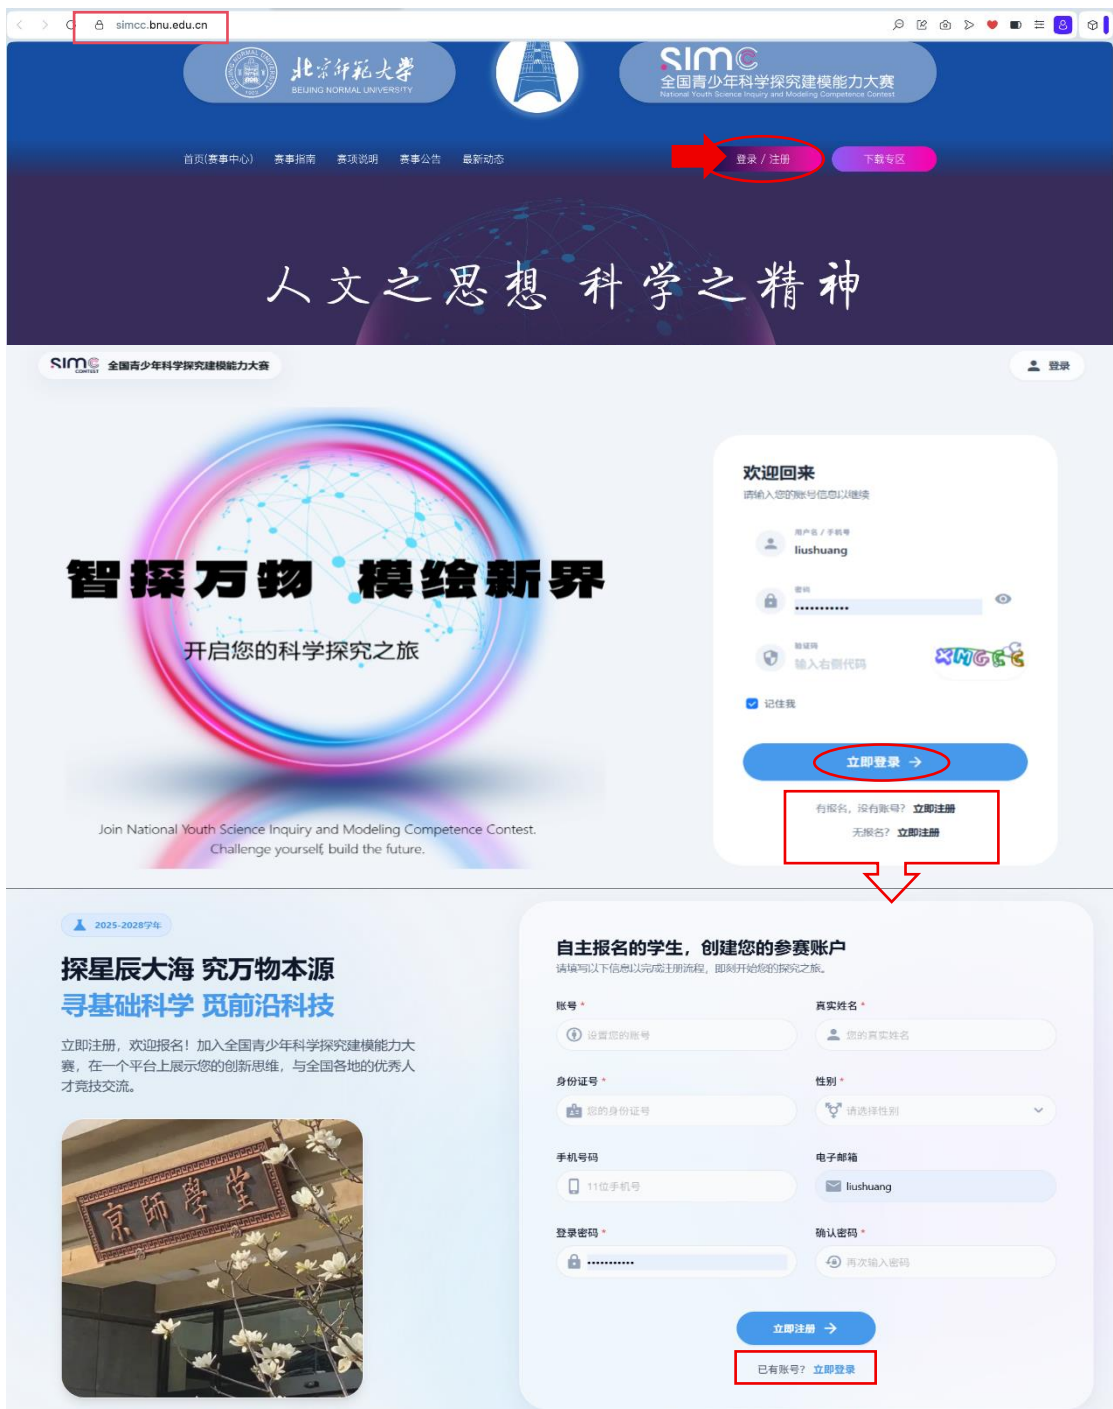 simcc.bnu.edu.cn
北京师范大学
BEIJING NORMAL UNIVERSITY
SIMC
全国青少年科学探究建模能力大赛
National Youth Science Inquiry and Modeling Competence Contest
首页(赛事中心) 赛事指南 赛项说明 赛事公告 最新动态
登录 / 注册
下载专区
人文之思想 科学之精神
SIMC CONTEST 全国青少年科学探究建模能力大赛
登录
智探万物 模绘新界
开启您的科学探究之旅
Join National Youth Science Inquiry and Modeling Competence Contest.
Challenge yourself, build the future.
欢迎回来
请输入您的账号信息以继续
用户名 / 手机号
liushuang
密码
•••••••••••
验证码
输入右侧代码
XMGEC
记住我
立即登录 →
有报名，没有账号？ 立即注册
无报名？ 立即注册
2025-2028学年
探星辰大海 究万物本源
寻基础科学 觅前沿科技
立即注册，欢迎报名！加入全国青少年科学探究建模能力大
赛，在一个平台上展示您的创新思维，与全国各地的优秀人
才竞技交流。
京師學堂
自主报名的学生，创建您的参赛账户
请填写以下信息以完成注册流程，即刻开始您的探究之旅。
账号 *
设置您的账号
真实姓名 *
您的真实姓名
身份证号 *
您的身份证号
性别 *
请选择性别
手机号码
11位手机号
电子邮箱
liushuang
登录密码 *
•••••••••••
确认密码 *
再次输入密码
立即注册 →
已有账号？ 立即登录